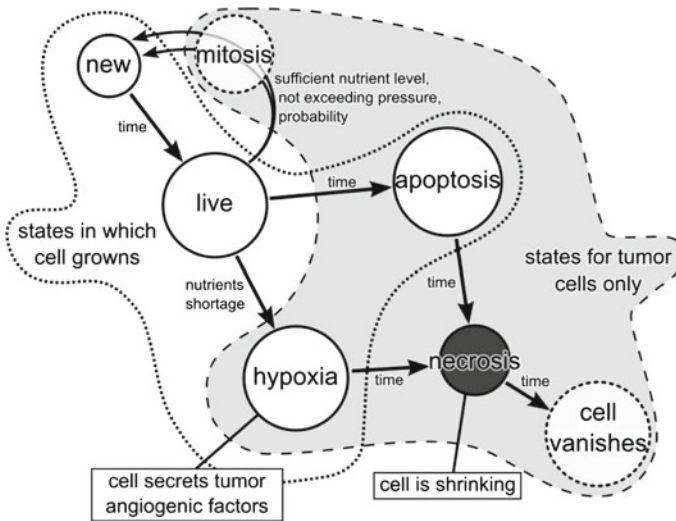 new
mitosis
sufficient nutrient level,
not exceeding pressure,
probability
time
live
time
apoptosis
states in which
cell growns
nutrients
shortage
time
states for tumor
cells only
hypoxia
time
necrosis
time
cell
vanishes
cell secrets tumor
angiogenic factors
cell is shrinking